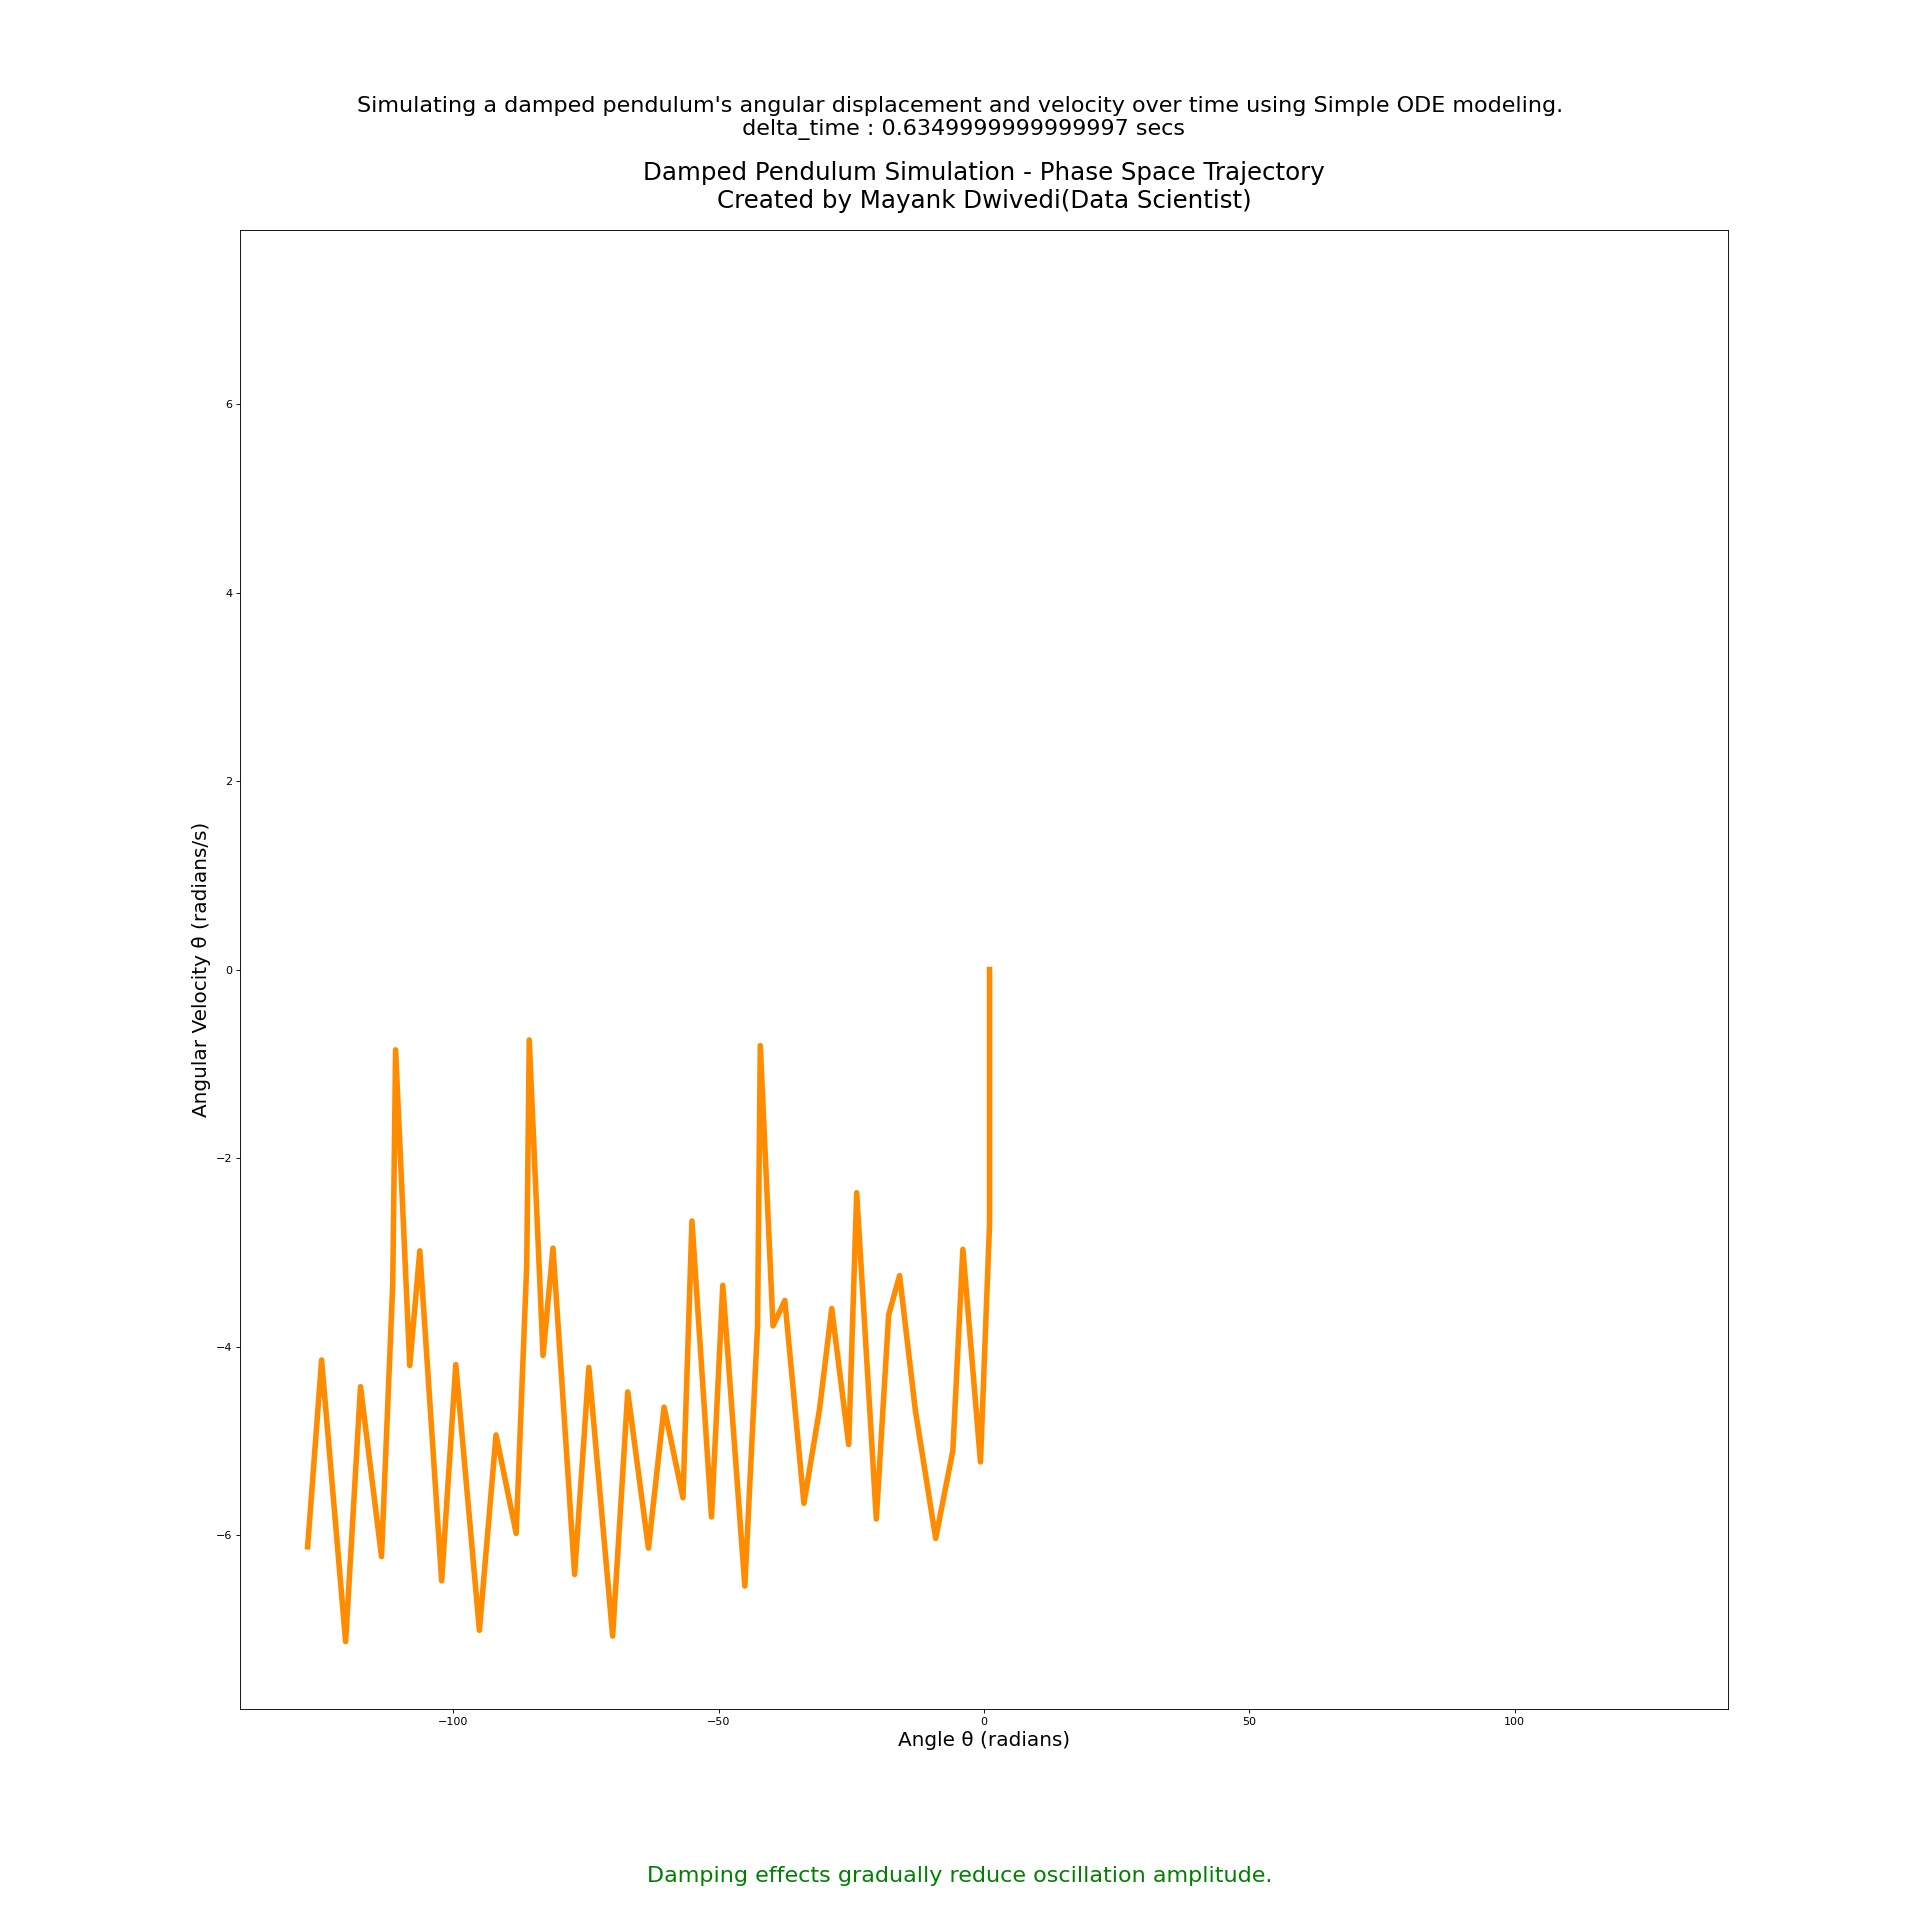 Simulating a damped pendulum's angular displacement and velocity over time using Simple ODE modeling.
delta_time : 0.6349999999999997 secs
Damped Pendulum Simulation - Phase Space Trajectory
Created by Mayank Dwivedi(Data Scientist)
Angular Velocity θ̇ (radians/s)
6
4
2
0
−2
−4
−6
−100
−50
0
50
100
Angle θ (radians)
Damping effects gradually reduce oscillation amplitude.